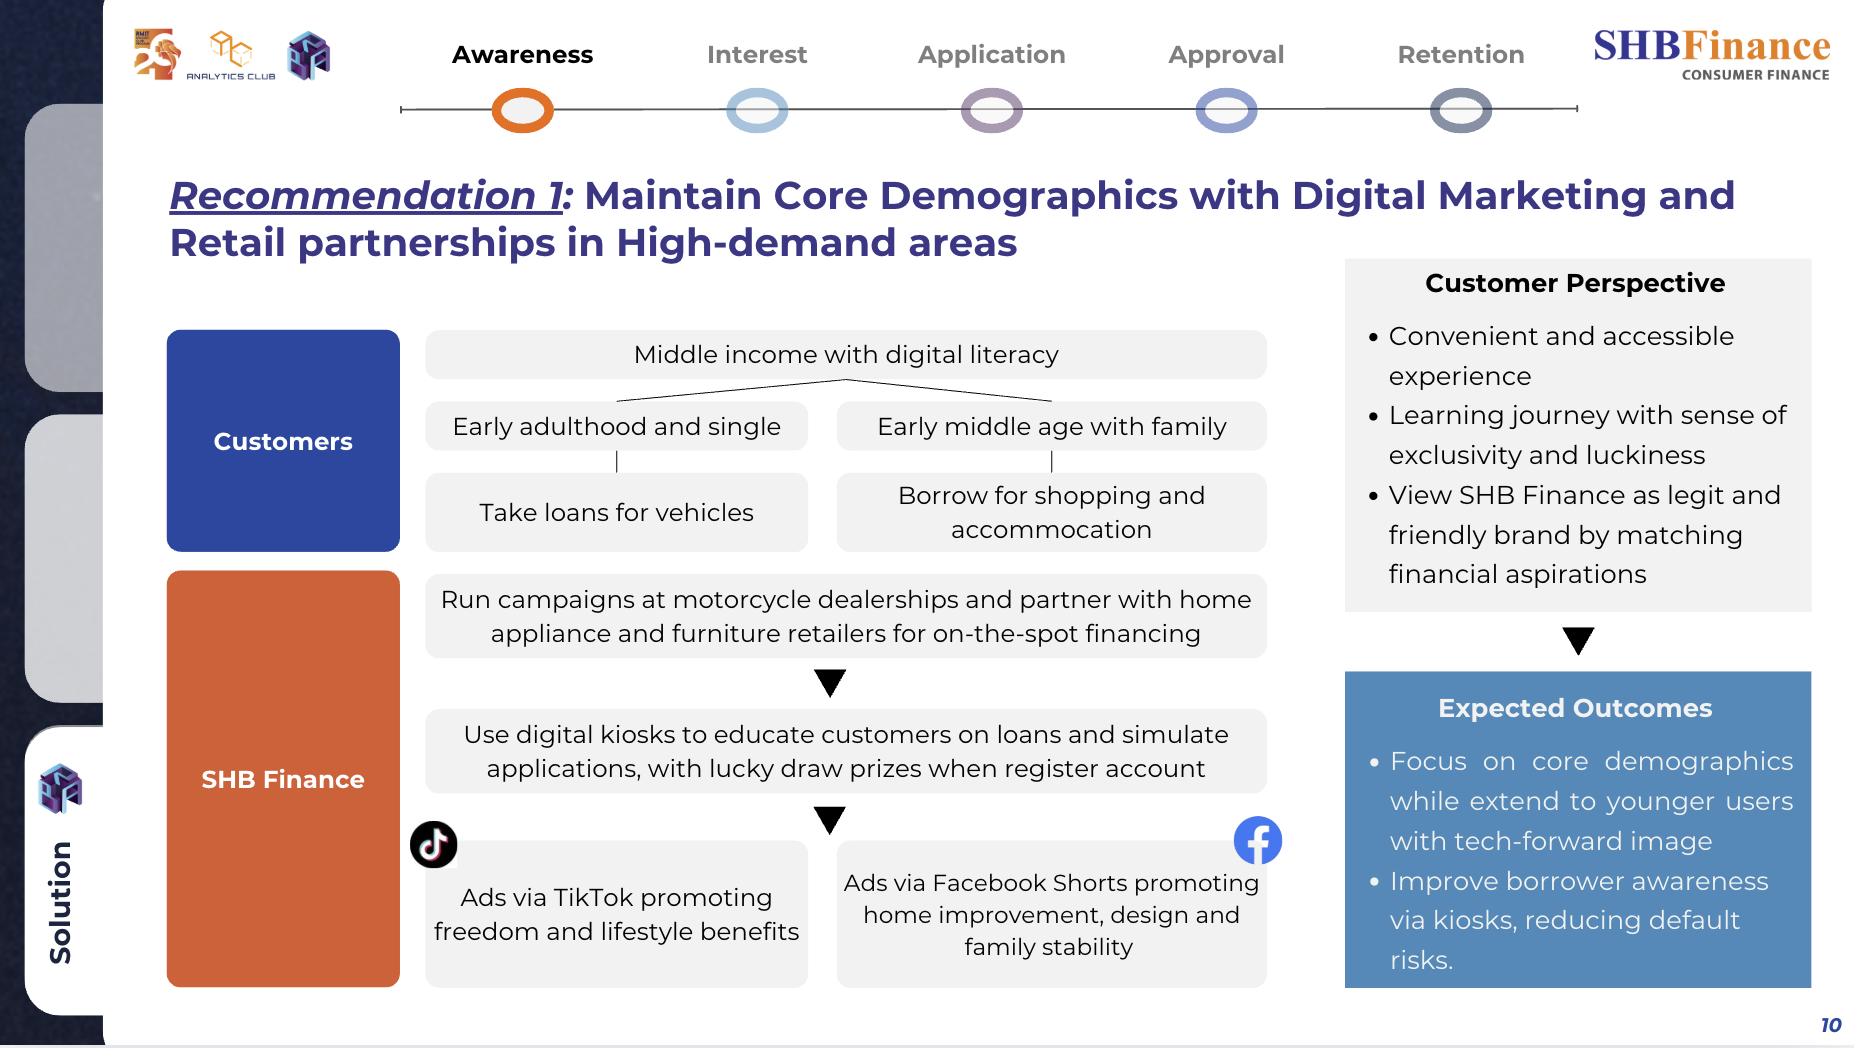 ANALYTICS CLUB
Awareness
Interest
Application
Approval
Retention
SHBFinance
CONSUMER FINANCE
Recommendation 1: Maintain Core Demographics with Digital Marketing and
Retail partnerships in High-demand areas
Customers
Middle income with digital literacy
Early adulthood and single
Early middle age with family
Take loans for vehicles
Borrow for shopping and
accommocation
SHB Finance
Run campaigns at motorcycle dealerships and partner with home
appliance and furniture retailers for on-the-spot financing
Use digital kiosks to educate customers on loans and simulate
applications, with lucky draw prizes when register account
Ads via TikTok promoting
freedom and lifestyle benefits
Ads via Facebook Shorts promoting
home improvement, design and
family stability
Customer Perspective
• Convenient and accessible
experience
• Learning journey with sense of
exclusivity and luckiness
• View SHB Finance as legit and
friendly brand by matching
financial aspirations
Expected Outcomes
• Focus on core demographics
while extend to younger users
with tech-forward image
• Improve borrower awareness
via kiosks, reducing default
risks.
Solution
10